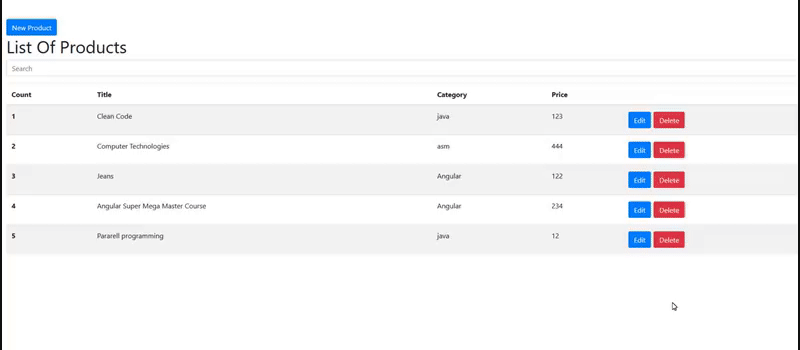 New Product
List Of Products
Search
Count Title Category Price
1 Clean Code java 123 Edit Delete
2 Computer Technologies asm 444 Edit Delete
3 Jeans Angular 122 Edit Delete
4 Angular Super Mega Master Course Angular 234 Edit Delete
5 Pararell programming java 12 Edit Delete